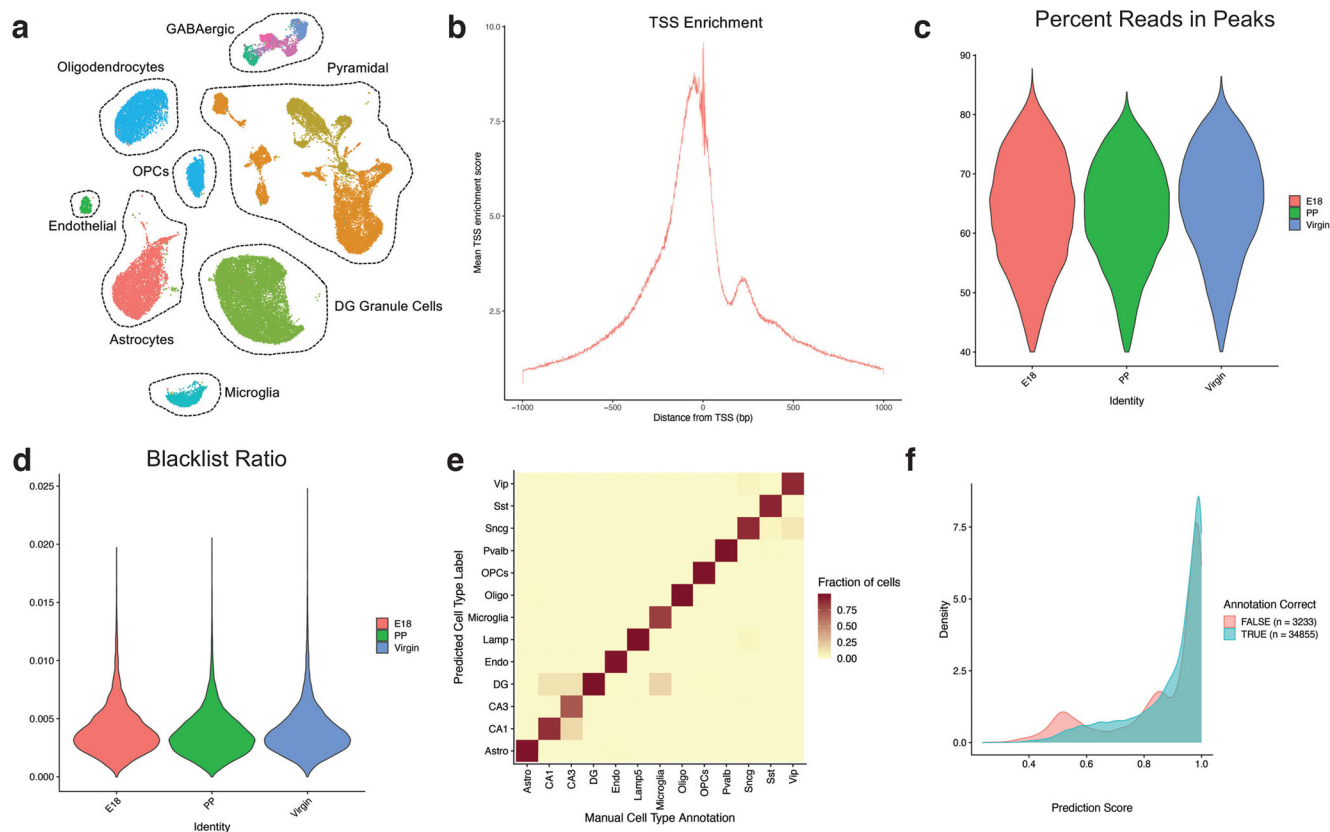 a
GABAergic
Oligodendrocytes
Pyramidal
OPCs
Endothelial
DG Granule Cells
Astrocytes
Microglia
b
TSS Enrichment
10.0
7.5
5.0
2.5
Mean TSS enrichment score
−1000
−500
0
500
1000
Distance from TSS (bp)
c
Percent Reads in Peaks
90
80
70
60
50
40
E18
PP
Virgin
E18
PP
Virgin
Identity
d
Blacklist Ratio
0.025
0.020
0.015
0.010
0.005
0.000
E18
PP
Virgin
E18
PP
Virgin
Identity
e
Predicted Cell Type Label
Vip
Sst
Sncg
Pvalb
OPCs
Oligo
Microglia
Lamp
Endo
DG
CA3
CA1
Astro
Astro
CA1
CA3
DG
Endo
Lamp5
Microglia
Oligo
OPCs
Pvalb
Sncg
Sst
Vip
Manual Cell Type Annotation
Fraction of cells
0.75
0.50
0.25
0.00
f
Density
7.5
5.0
2.5
0.0
0.4
0.6
0.8
1.0
Prediction Score
Annotation Correct
FALSE (n = 3233)
TRUE (n = 34855)